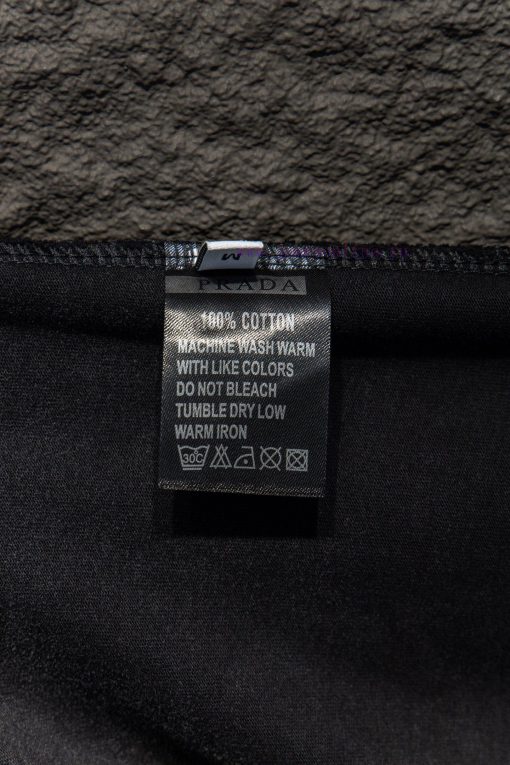 M
PRADA
100% COTTON
MACHINE WASH WARM
WITH LIKE COLORS
DO NOT BLEACH
TUMBLE DRY LOW
WARM IRON
30C